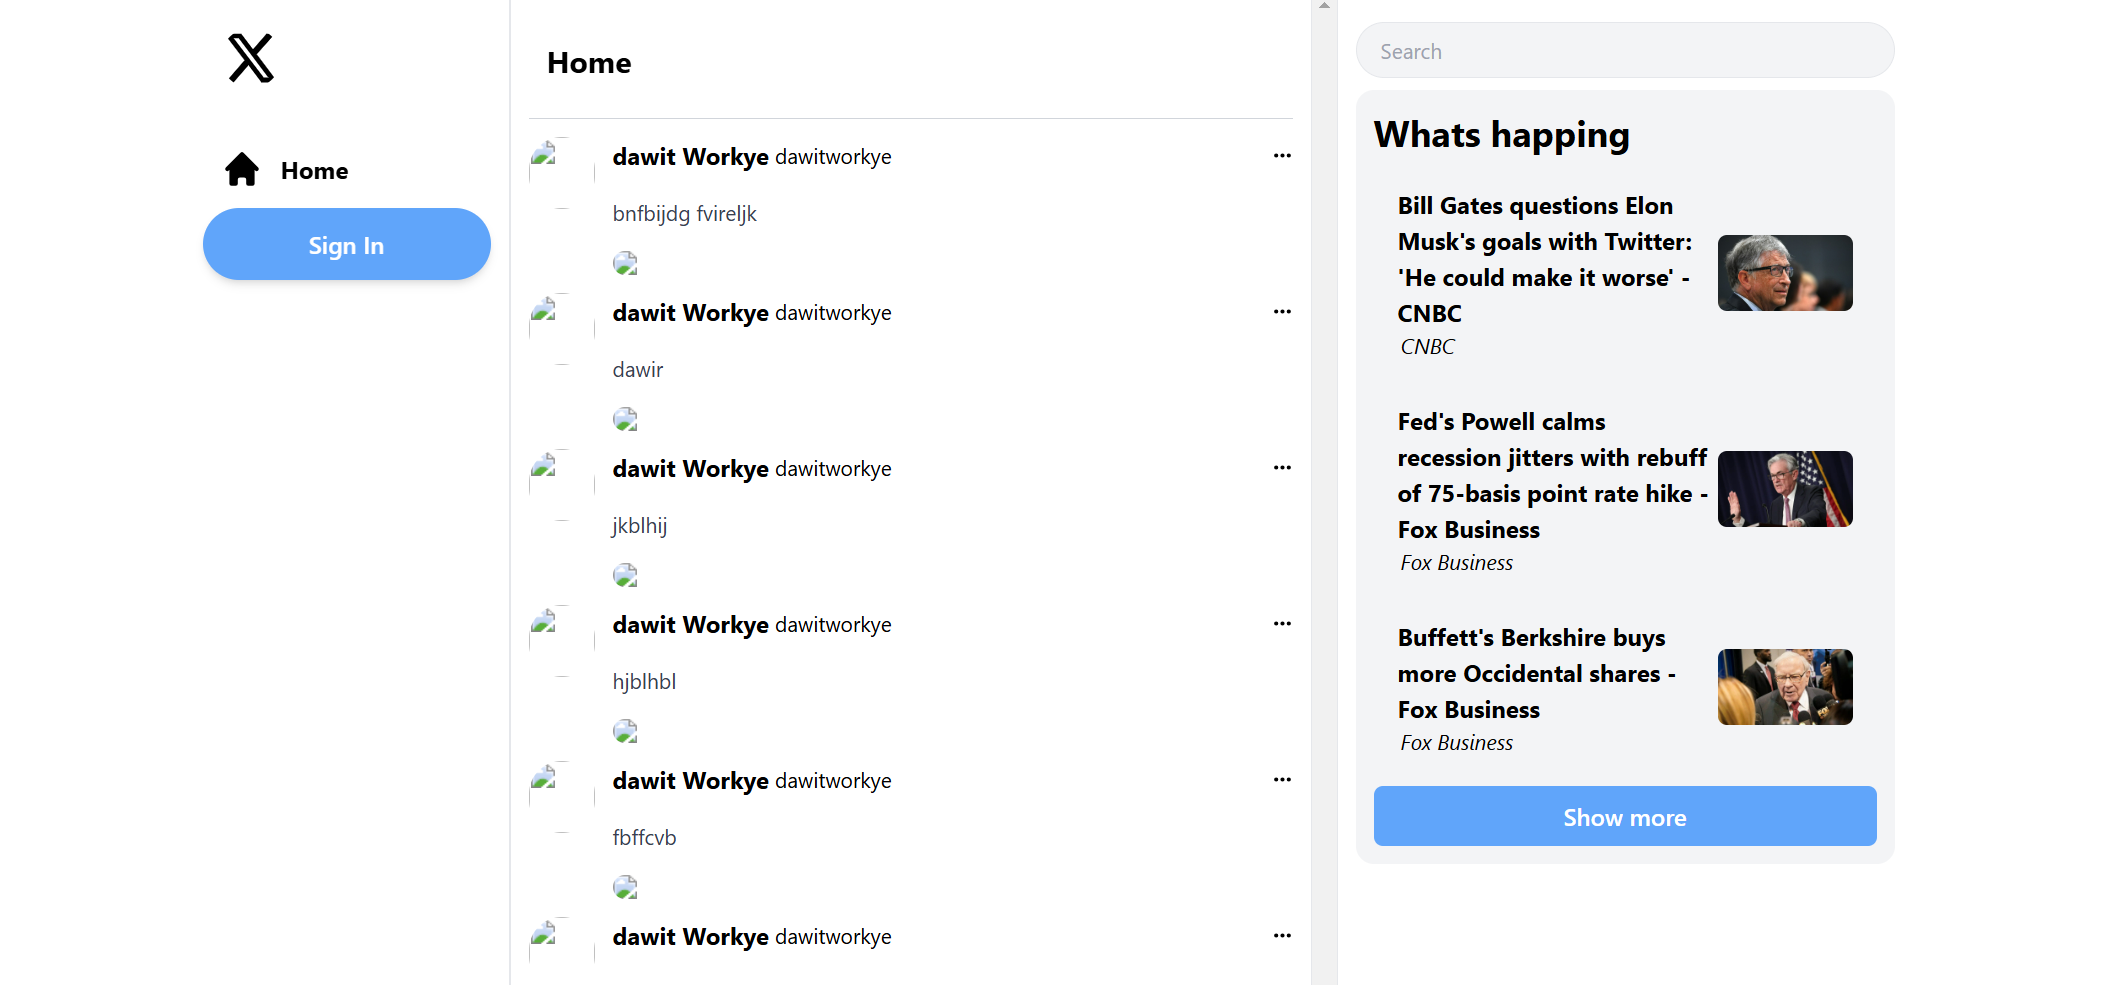 Home
Sign In
Home
dawit Workye dawitworkye
bnfbijdg fvireljk
dawit Workye dawitworkye
dawir
dawit Workye dawitworkye
jkblhij
dawit Workye dawitworkye
hjblhbl
dawit Workye dawitworkye
fbffcvb
dawit Workye dawitworkye
Search
Whats happing
Bill Gates questions Elon
Musk's goals with Twitter:
'He could make it worse' -
CNBC
CNBC
Fed's Powell calms
recession jitters with rebuff
of 75-basis point rate hike -
Fox Business
Fox Business
Buffett's Berkshire buys
more Occidental shares -
Fox Business
Fox Business
Show more